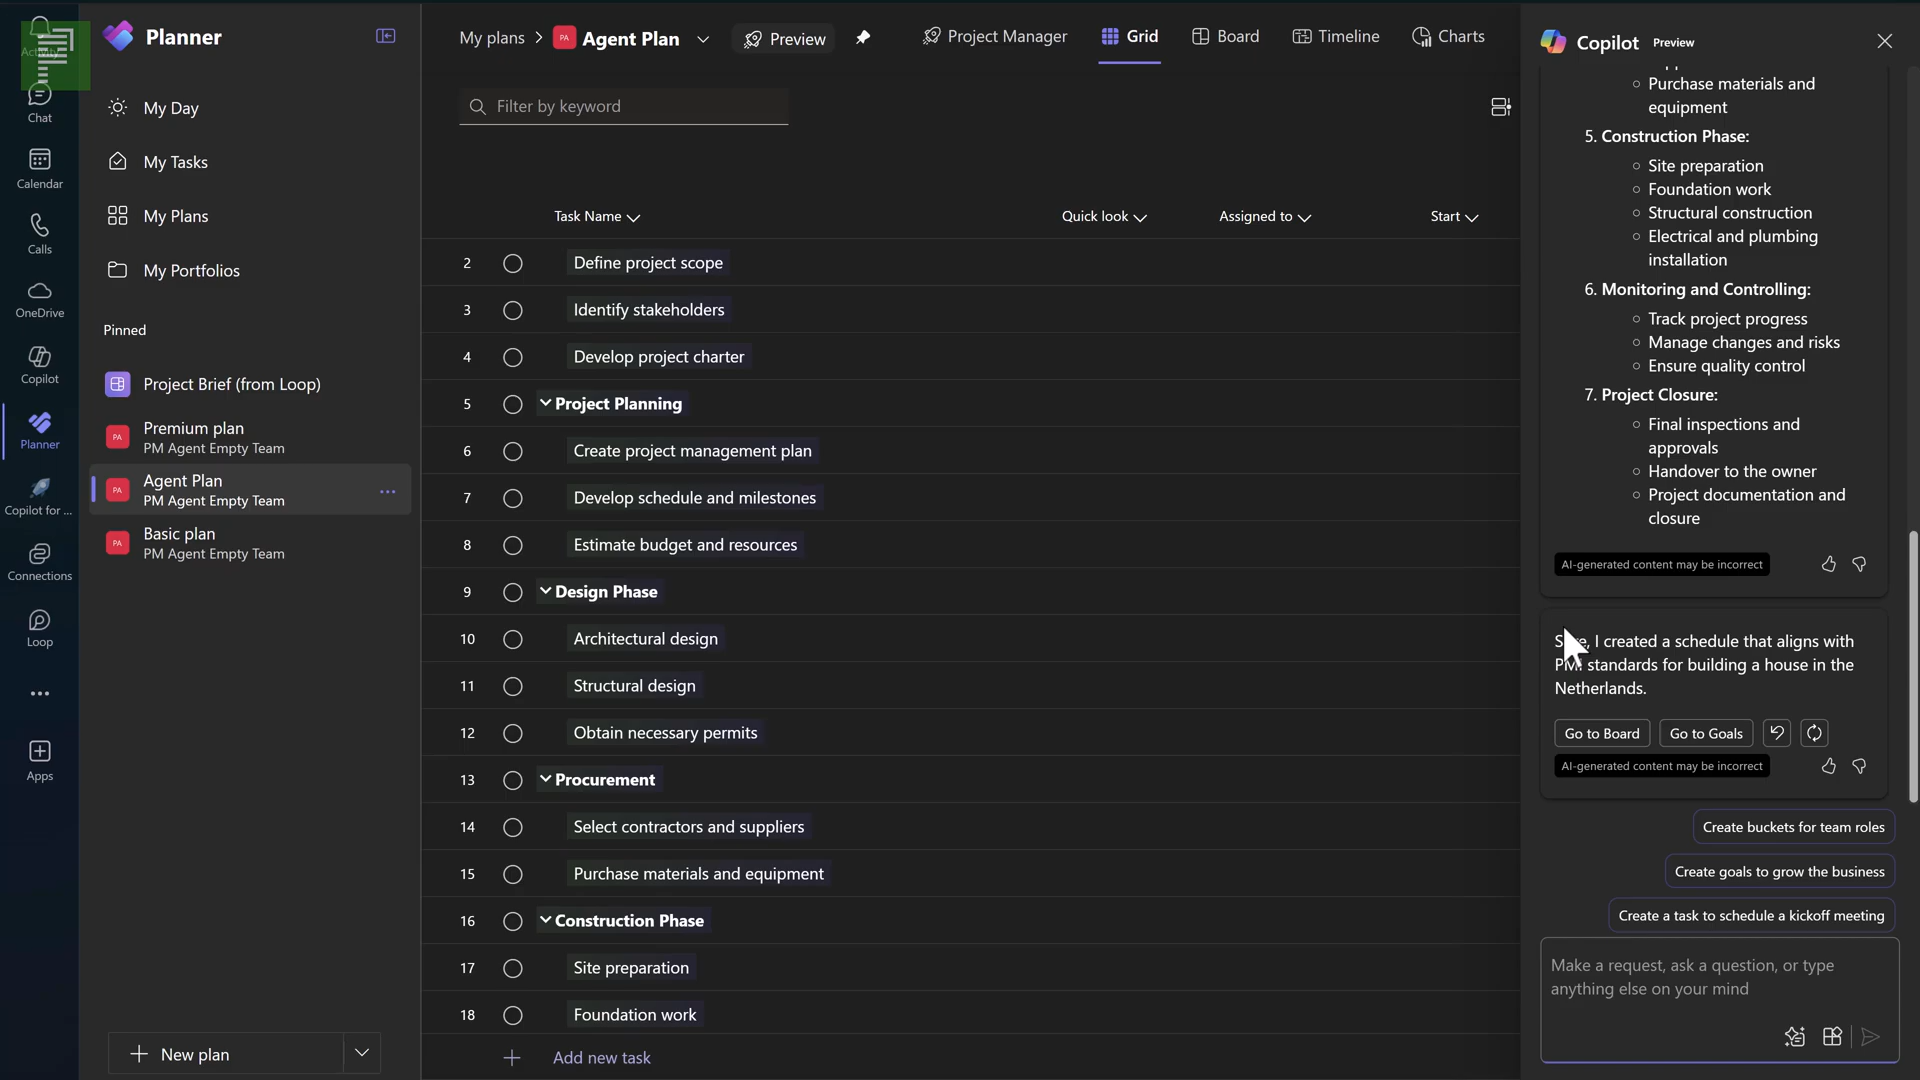 Chat
Calendar
Calls
OneDrive
Copilot
Planner
Copilot for ...
Connections
Loop
Apps
Planner
My Day
My Tasks
My Plans
My Portfolios
Pinned
Project Brief (from Loop)
PA
Premium plan
PM Agent Empty Team
PA
Agent Plan
PM Agent Empty Team
PA
Basic plan
PM Agent Empty Team
New plan
My plans
PA
Agent Plan
Preview
Project Manager
Grid
Board
Timeline
Charts
Filter by keyword
Task Name
Quick look
Assigned to
Start
2 Define project scope
3 Identify stakeholders
4 Develop project charter
5 Project Planning
6 Create project management plan
7 Develop schedule and milestones
8 Estimate budget and resources
9 Design Phase
10 Architectural design
11 Structural design
12 Obtain necessary permits
13 Procurement
14 Select contractors and suppliers
15 Purchase materials and equipment
16 Construction Phase
17 Site preparation
18 Foundation work
Add new task
Copilot Preview
Purchase materials and
equipment
5. Construction Phase:
Site preparation
Foundation work
Structural construction
Electrical and plumbing
installation
6. Monitoring and Controlling:
Track project progress
Manage changes and risks
Ensure quality control
7. Project Closure:
Final inspections and
approvals
Handover to the owner
Project documentation and
closure
AI-generated content may be incorrect
I created a schedule that aligns with
standards for building a house in the
Netherlands.
Go to Board
Go to Goals
AI-generated content may be incorrect
Create buckets for team roles
Create goals to grow the business
Create a task to schedule a kickoff meeting
Make a request, ask a question, or type
anything else on your mind